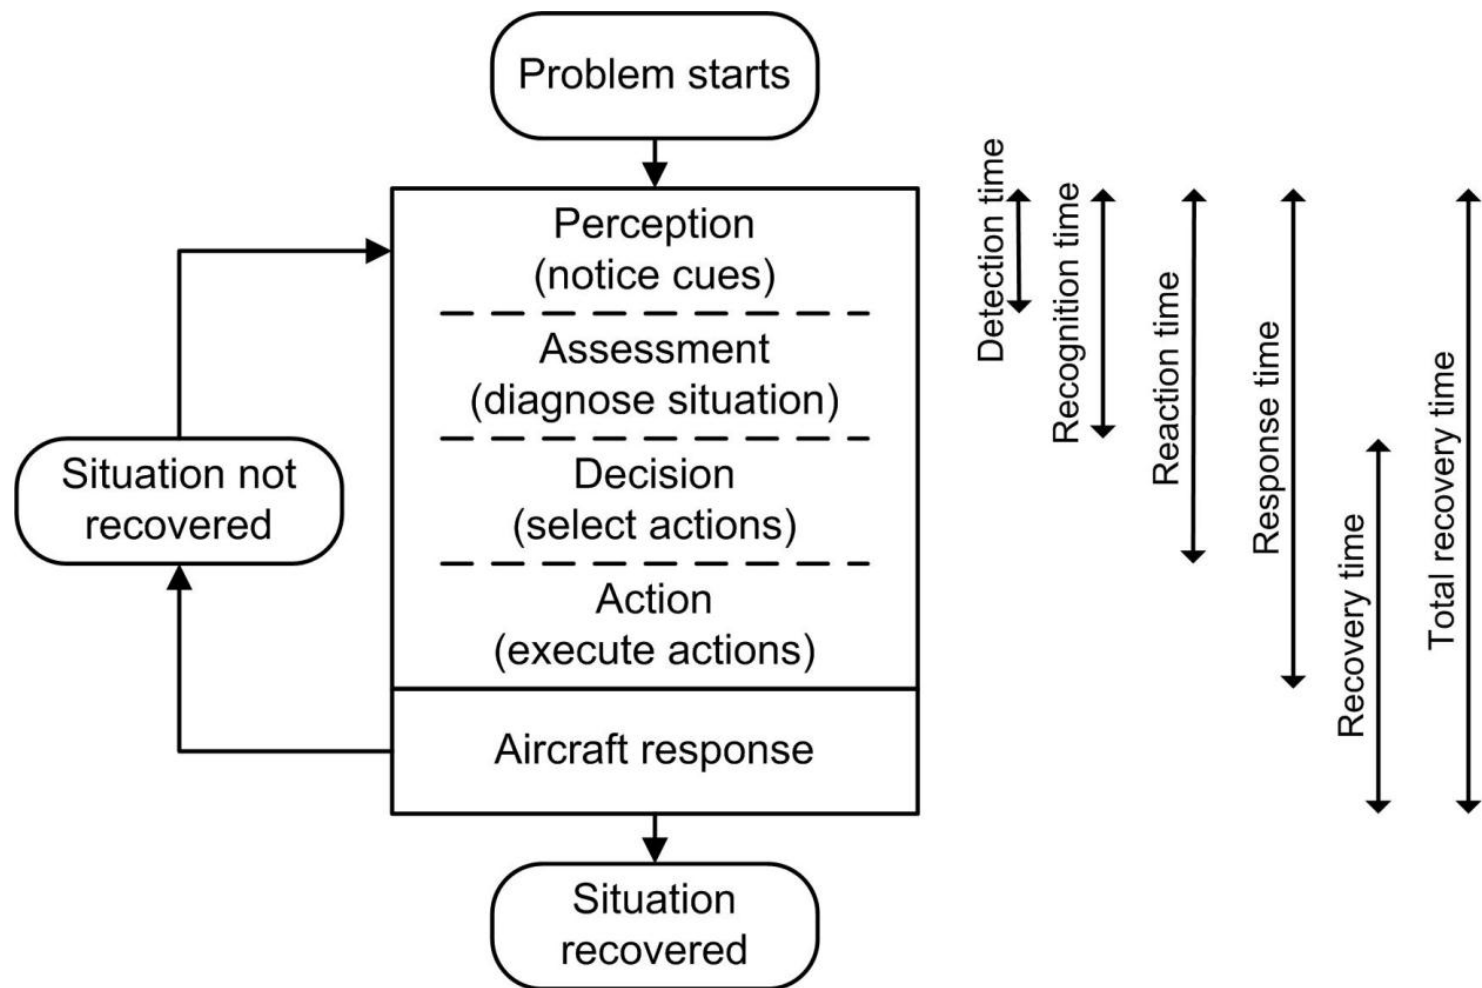 Problem starts
Perception
(notice cues)
Assessment
(diagnose situation)
Decision
(select actions)
Action
(execute actions)
Aircraft response
Situation not
recovered
Situation
recovered
Detection time
Recognition time
Reaction time
Response time
Recovery time
Total recovery time